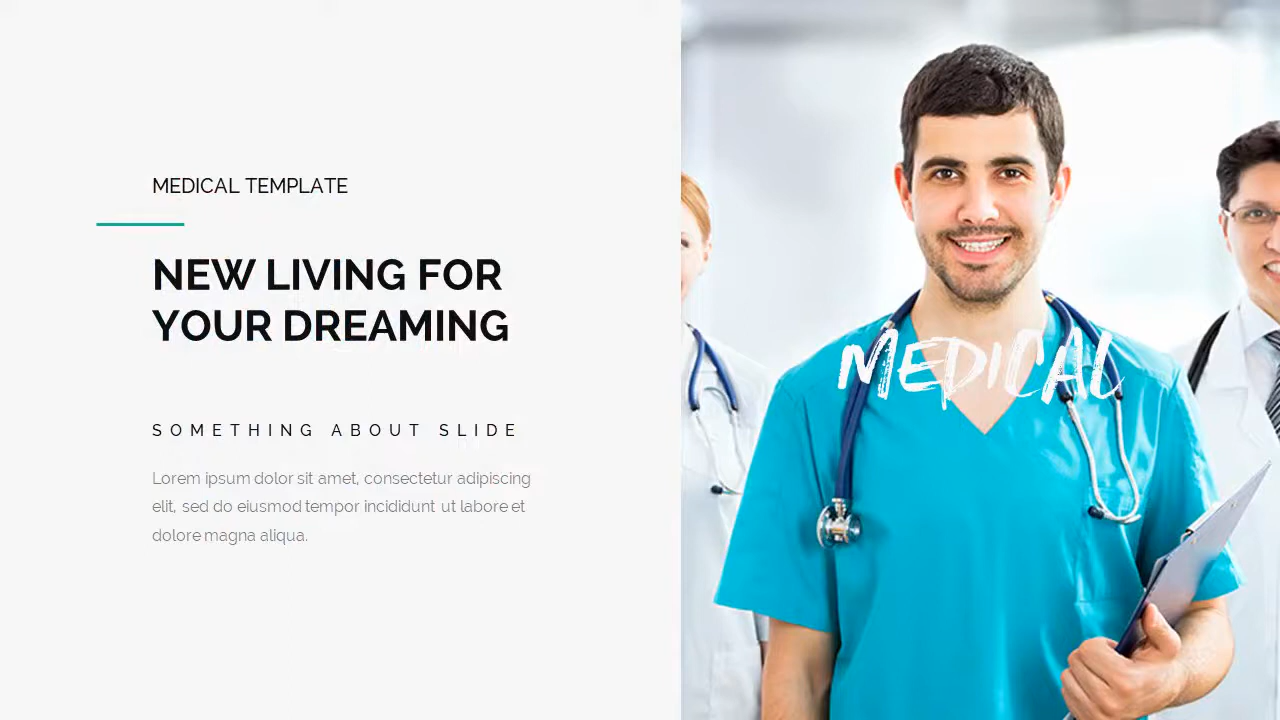 MEDICAL TEMPLATE
NEW LIVING FOR
YOUR DREAMING
SOMETHING ABOUT SLIDE
Lorem ipsum dolor sit amet, consectetur adipiscing
elit, sed do eiusmod tempor incididunt ut labore et
dolore magna aliqua.
MEDICAL